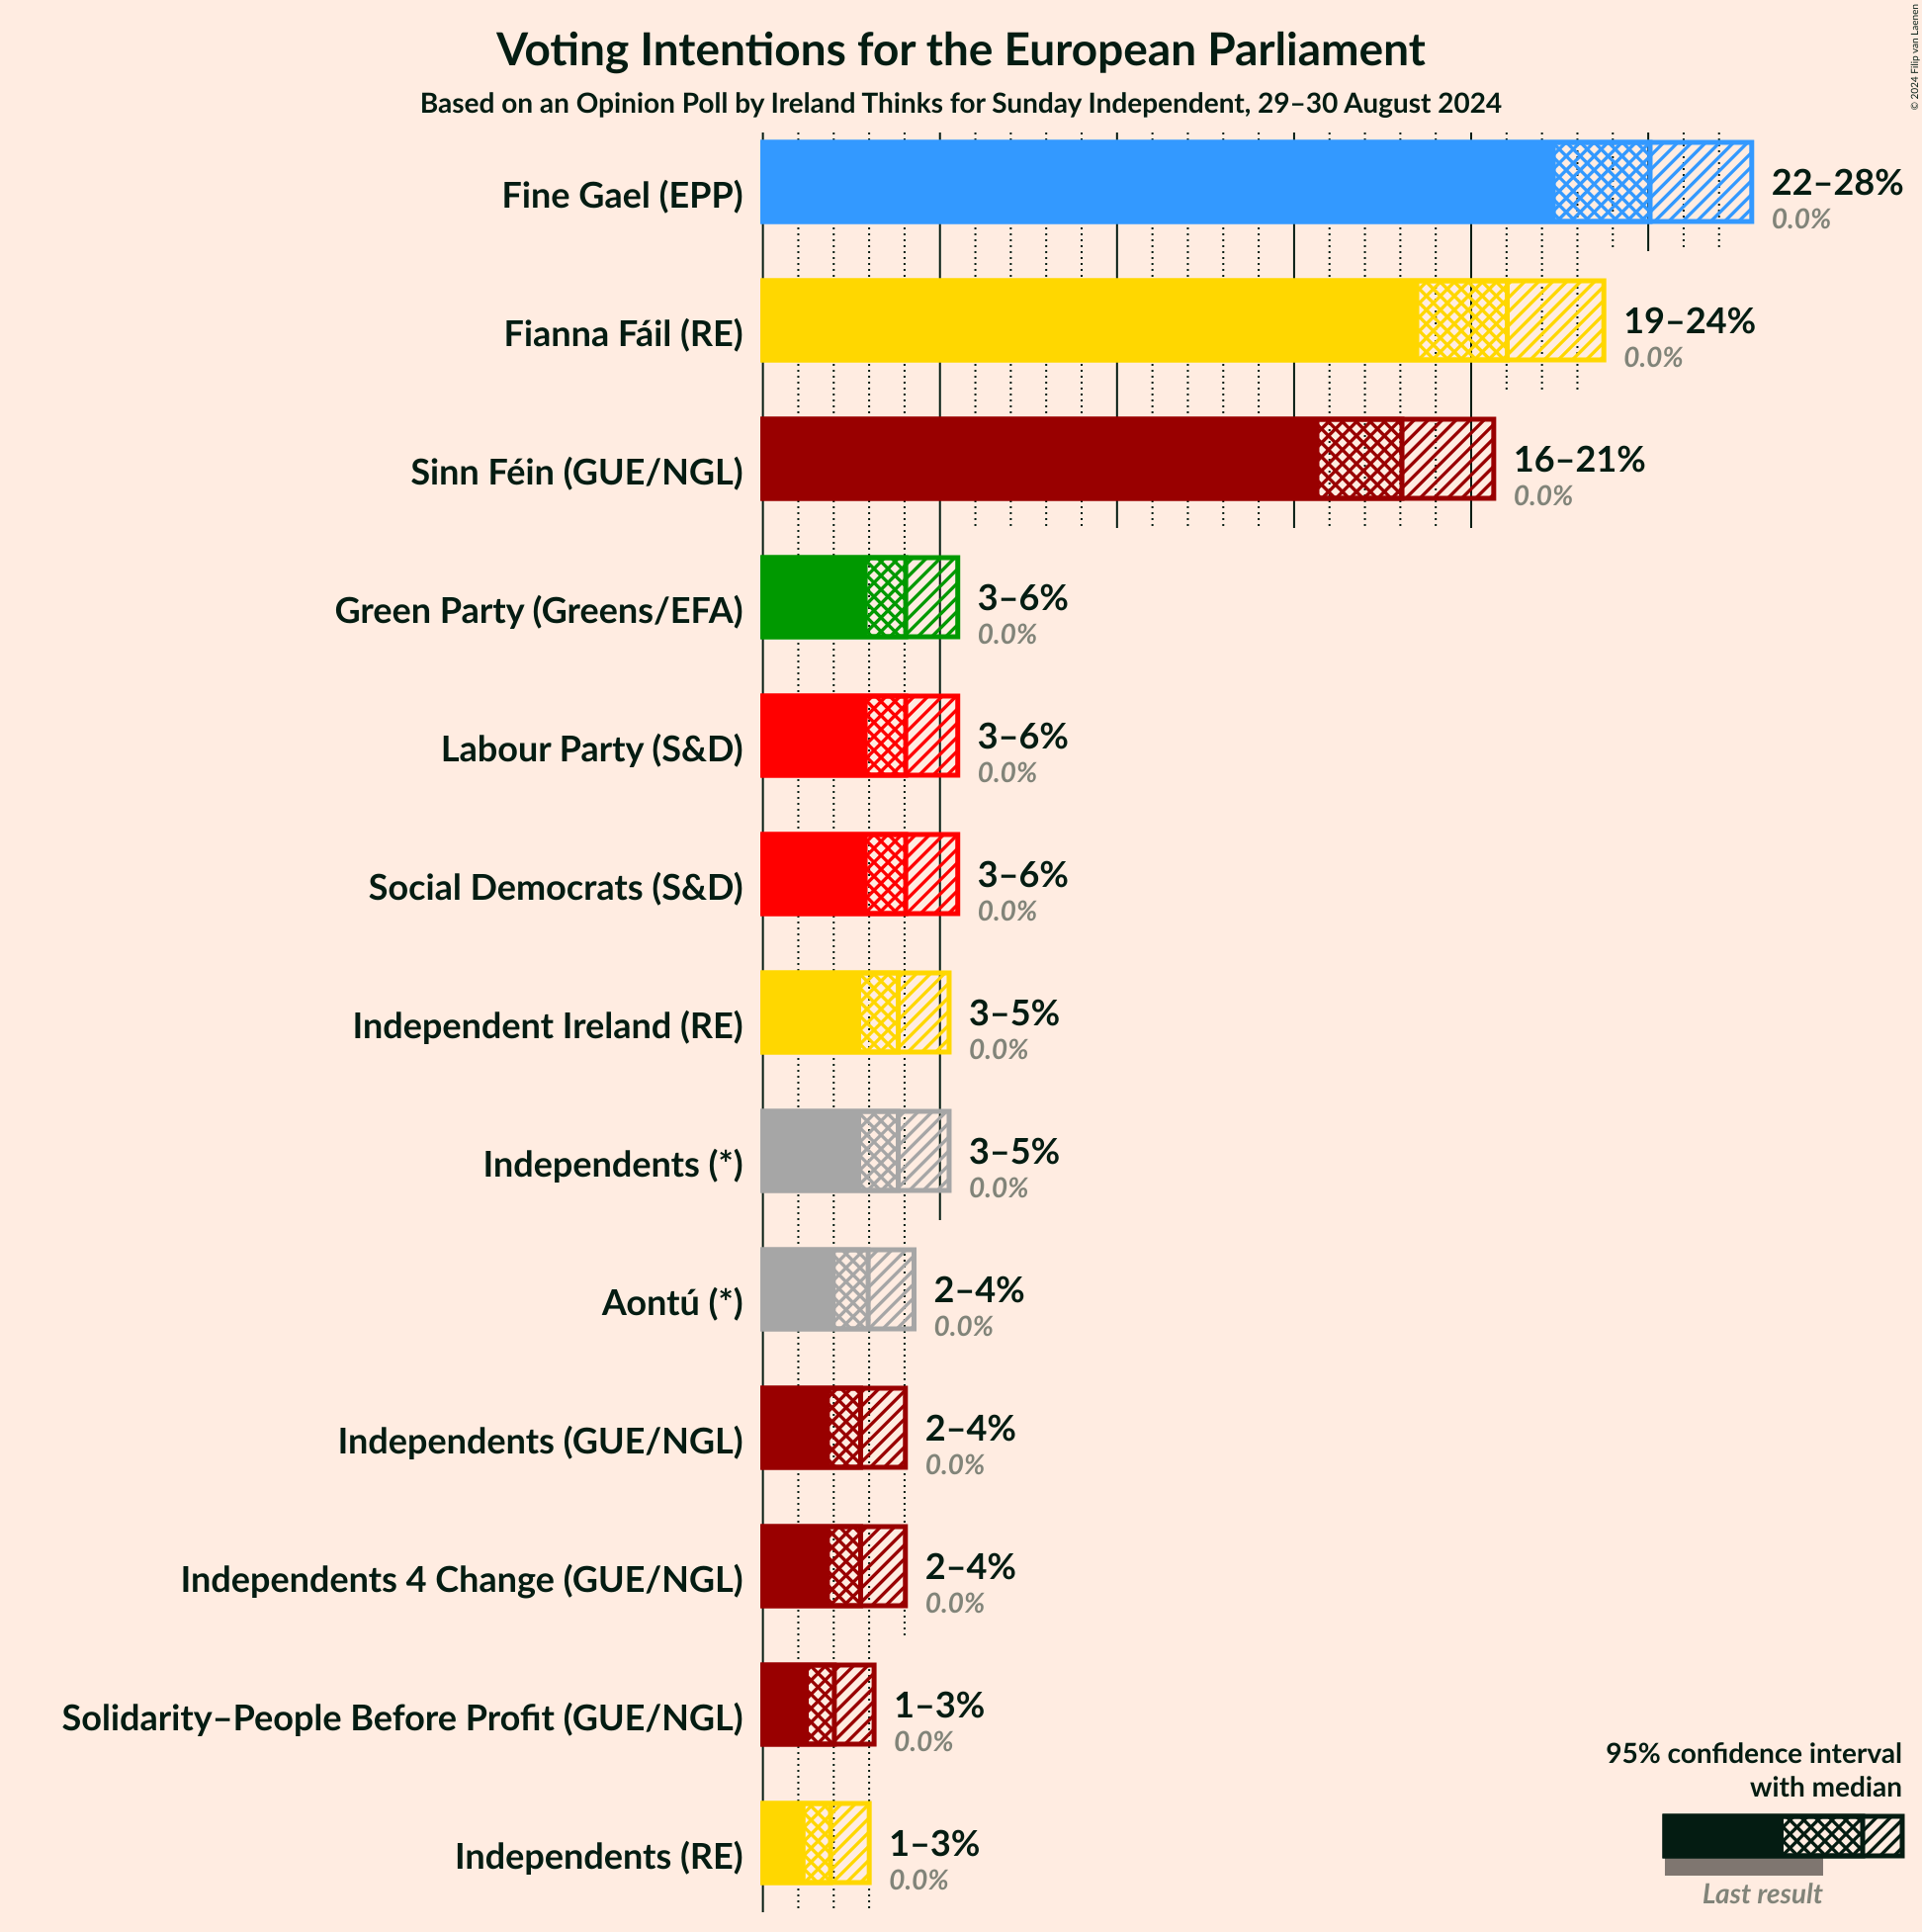 Voting Intentions for the European Parliament
Based on an Opinion Poll by Ireland Thinks for Sunday Independent, 29–30 August 2024
© 2024 Filip van Laenen
Fine Gael (EPP)
22–28%
0.0%
Fianna Fáil (RE)
19–24%
0.0%
Sinn Féin (GUE/NGL)
16–21%
0.0%
Green Party (Greens/EFA)
3–6%
0.0%
Labour Party (S&D)
3–6%
0.0%
Social Democrats (S&D)
3–6%
0.0%
Independent Ireland (RE)
3–5%
0.0%
Independents (*)
3–5%
0.0%
Aontú (*)
2–4%
0.0%
Independents (GUE/NGL)
2–4%
0.0%
Independents 4 Change (GUE/NGL)
2–4%
0.0%
Solidarity–People Before Profit (GUE/NGL)
1–3%
0.0%
Independents (RE)
1–3%
0.0%
95% confidence interval
with median
Last result